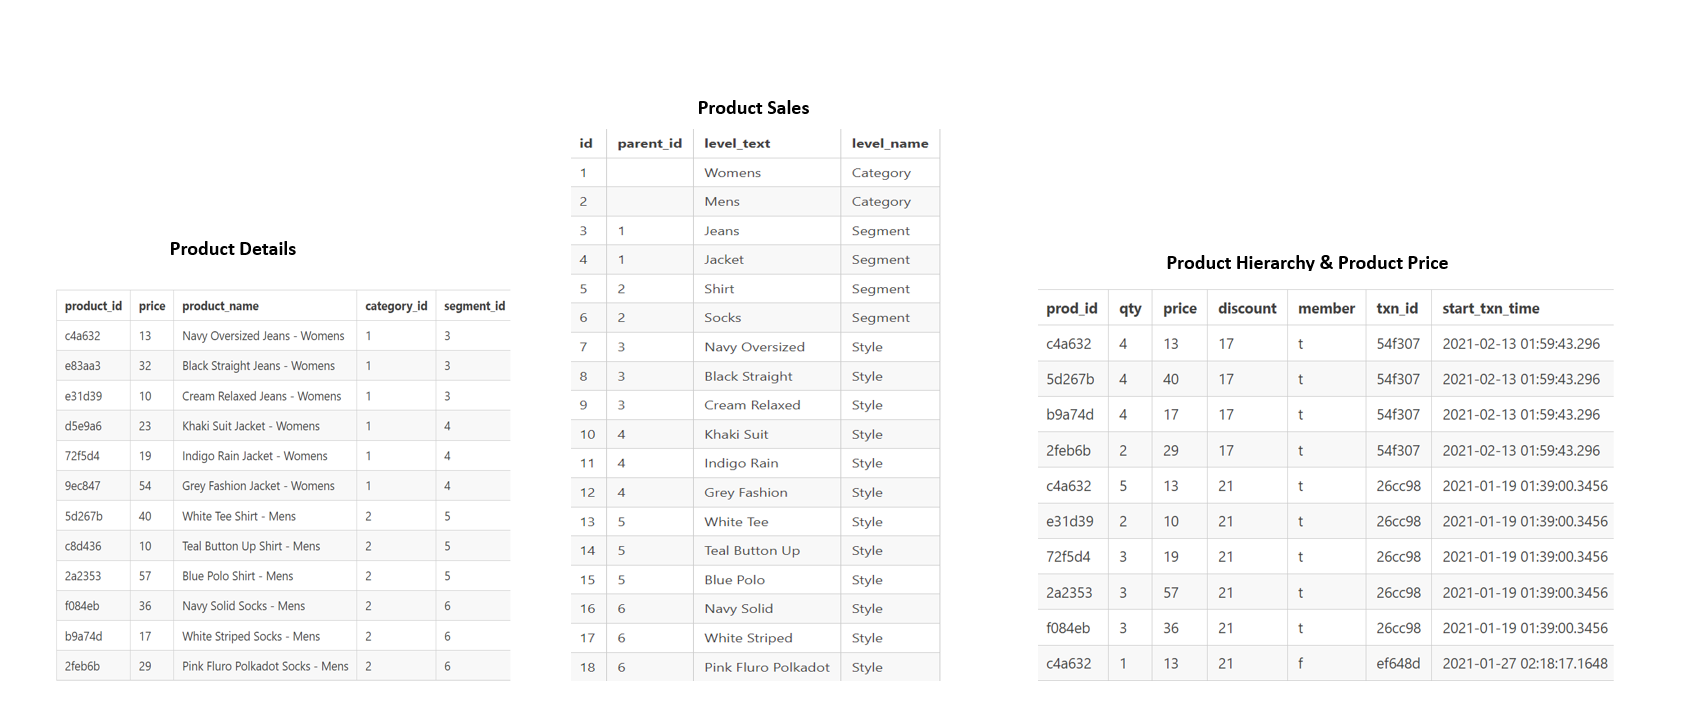 Product Details
product_id price product_name category_id segment_id
c4a632 13 Navy Oversized Jeans - Womens 1 3
e83aa3 32 Black Straight Jeans - Womens 1 3
e31d39 10 Cream Relaxed Jeans - Womens 1 3
d5e9a6 23 Khaki Suit Jacket - Womens 1 4
72f5d4 19 Indigo Rain Jacket - Womens 1 4
9ec847 54 Grey Fashion Jacket - Womens 1 4
5d267b 40 White Tee Shirt - Mens 2 5
c8d436 10 Teal Button Up Shirt - Mens 2 5
2a2353 57 Blue Polo Shirt - Mens 2 5
f084eb 36 Navy Solid Socks - Mens 2 6
b9a74d 17 White Striped Socks - Mens 2 6
2feb6b 29 Pink Fluro Polkadot Socks - Mens 2 6
Product Sales
id parent_id level_text level_name
1 Womens Category
2 Mens Category
3 1 Jeans Segment
4 1 Jacket Segment
5 2 Shirt Segment
6 2 Socks Segment
7 3 Navy Oversized Style
8 3 Black Straight Style
9 3 Cream Relaxed Style
10 4 Khaki Suit Style
11 4 Indigo Rain Style
12 4 Grey Fashion Style
13 5 White Tee Style
14 5 Teal Button Up Style
15 5 Blue Polo Style
16 6 Navy Solid Style
17 6 White Striped Style
18 6 Pink Fluro Polkadot Style
Product Hierarchy & Product Price
prod_id qty price discount member txn_id start_txn_time
c4a632 4 13 17 t 54f307 2021-02-13 01:59:43.296
5d267b 4 40 17 t 54f307 2021-02-13 01:59:43.296
b9a74d 4 17 17 t 54f307 2021-02-13 01:59:43.296
2feb6b 2 29 17 t 54f307 2021-02-13 01:59:43.296
c4a632 5 13 21 t 26cc98 2021-01-19 01:39:00.3456
e31d39 2 10 21 t 26cc98 2021-01-19 01:39:00.3456
72f5d4 3 19 21 t 26cc98 2021-01-19 01:39:00.3456
2a2353 3 57 21 t 26cc98 2021-01-19 01:39:00.3456
f084eb 3 36 21 t 26cc98 2021-01-19 01:39:00.3456
c4a632 1 13 21 f ef648d 2021-01-27 02:18:17.1648